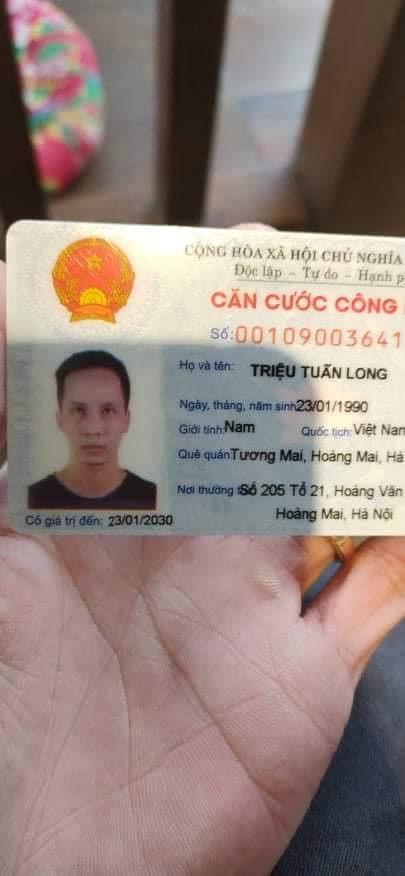 CỘNG HÒA XÃ HỘI CHỦ NGHĨA
Độc lập - Tự do - Hạnh
CĂN CƯỚC CÔNG
Số: 00109003641
Họ và tên: TRIỆU TUẤN LONG
Ngày, tháng, năm sinh 23/01/1990
Giới tính: Nam Quốc tịch: Việt Nam
Quê quán: Tương Mai, Hoàng Mai, Hà
Nơi thường Số 205 Tổ 21, Hoàng Văn
Hoàng Mai, Hà Nội
Có giá trị đến: 23/01/2030